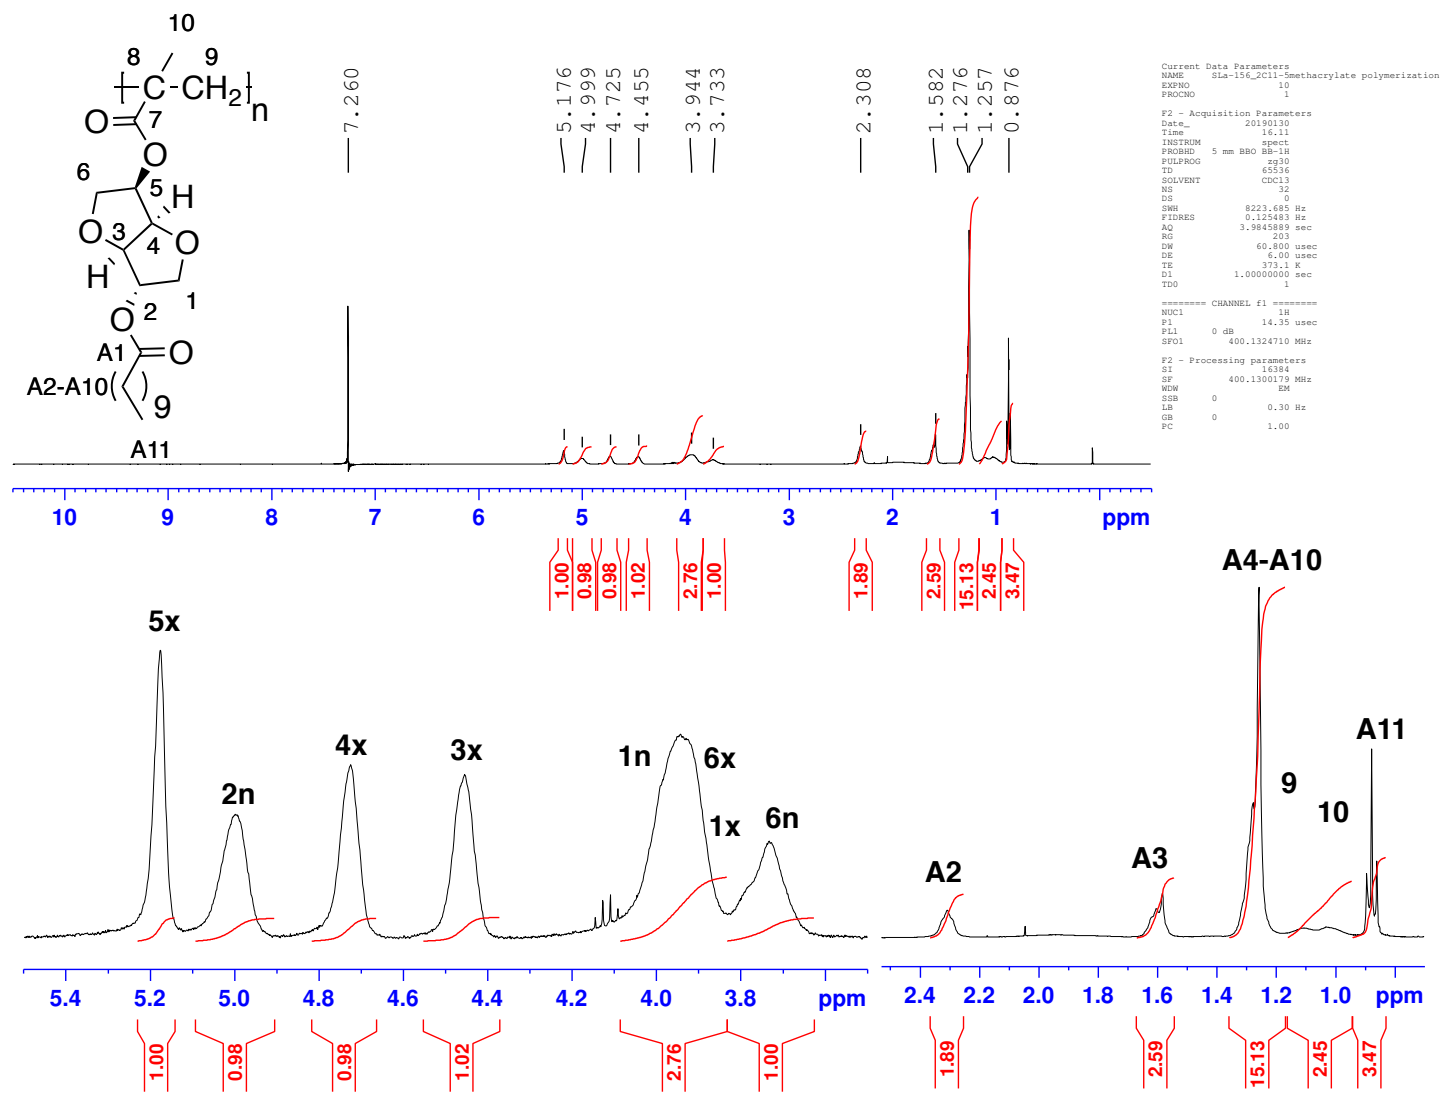 10
8
9
C
CH2
n
O
7
O
6
5
H
O
3
4
O
H
2
1
O
A1
O
A2-A10
9
A11
7.260
5.176
4.999
4.725
4.455
3.944
3.733
2.308
1.582
1.276
1.257
0.876
Current Data Parameters
NAME SLa-156_2C11-5methacrylate polymerization
EXPNO 10
PROCNO 1
F2 - Acquisition Parameters
Date_ 20190130
Time 16.11
INSTRUM spect
PROBHD 5 mm BBO BB-1H
PULPROG zg30
TD 65536
SOLVENT CDCl3
NS 32
DS 0
SWH 8223.685 Hz
FIDRES 0.125483 Hz
AQ 3.9845889 sec
RG 203
DW 60.800 usec
DE 6.00 usec
TE 373.1 K
D1 1.00000000 sec
TD0 1
======== CHANNEL f1 ========
NUC1 1H
P1 14.35 usec
PL1 0 dB
SFO1 400.1324710 MHz
F2 - Processing parameters
SI 16384
SF 400.1300179 MHz
WDW EM
SSB 0
LB 0.30 Hz
GB 0
PC 1.00
10 9 8 7 6 5 4 3 2 1 ppm
1.00 0.98 0.98 1.02 2.76 1.00 1.89 2.59 15.13 2.45 3.47
5x
2n
4x
3x
1n
6x
1x
6n
5.4 5.2 5.0 4.8 4.6 4.4 4.2 4.0 3.8 ppm
1.00 0.98 0.98 1.02 2.76 1.00
A2
A3
A4-A10
9
10
A11
2.4 2.2 2.0 1.8 1.6 1.4 1.2 1.0 ppm
1.89 2.59 15.13 2.45 3.47